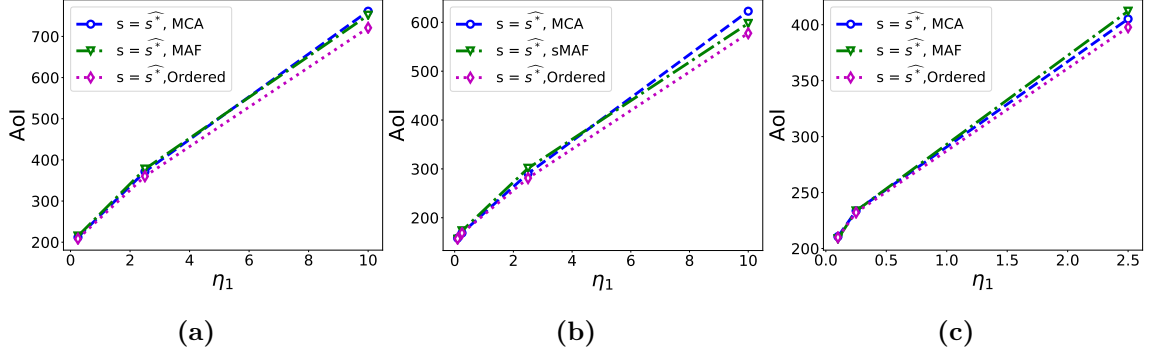 AoI
700
600
500
400
300
200
s = \widehat{s^*}, MCA
s = \widehat{s^*}, MAF
s = \widehat{s^*},Ordered
0 2 4 6 8 10
η₁
(a)
AoI
600
500
400
300
200
s = \widehat{s^*}, MCA
s = \widehat{s^*}, sMAF
s = \widehat{s^*},Ordered
0 2 4 6 8 10
η₁
(b)
AoI
400
350
300
250
200
s = \widehat{s^*}, MCA
s = \widehat{s^*}, MAF
s = \widehat{s^*},Ordered
0.0 0.5 1.0 1.5 2.0 2.5
η₁
(c)